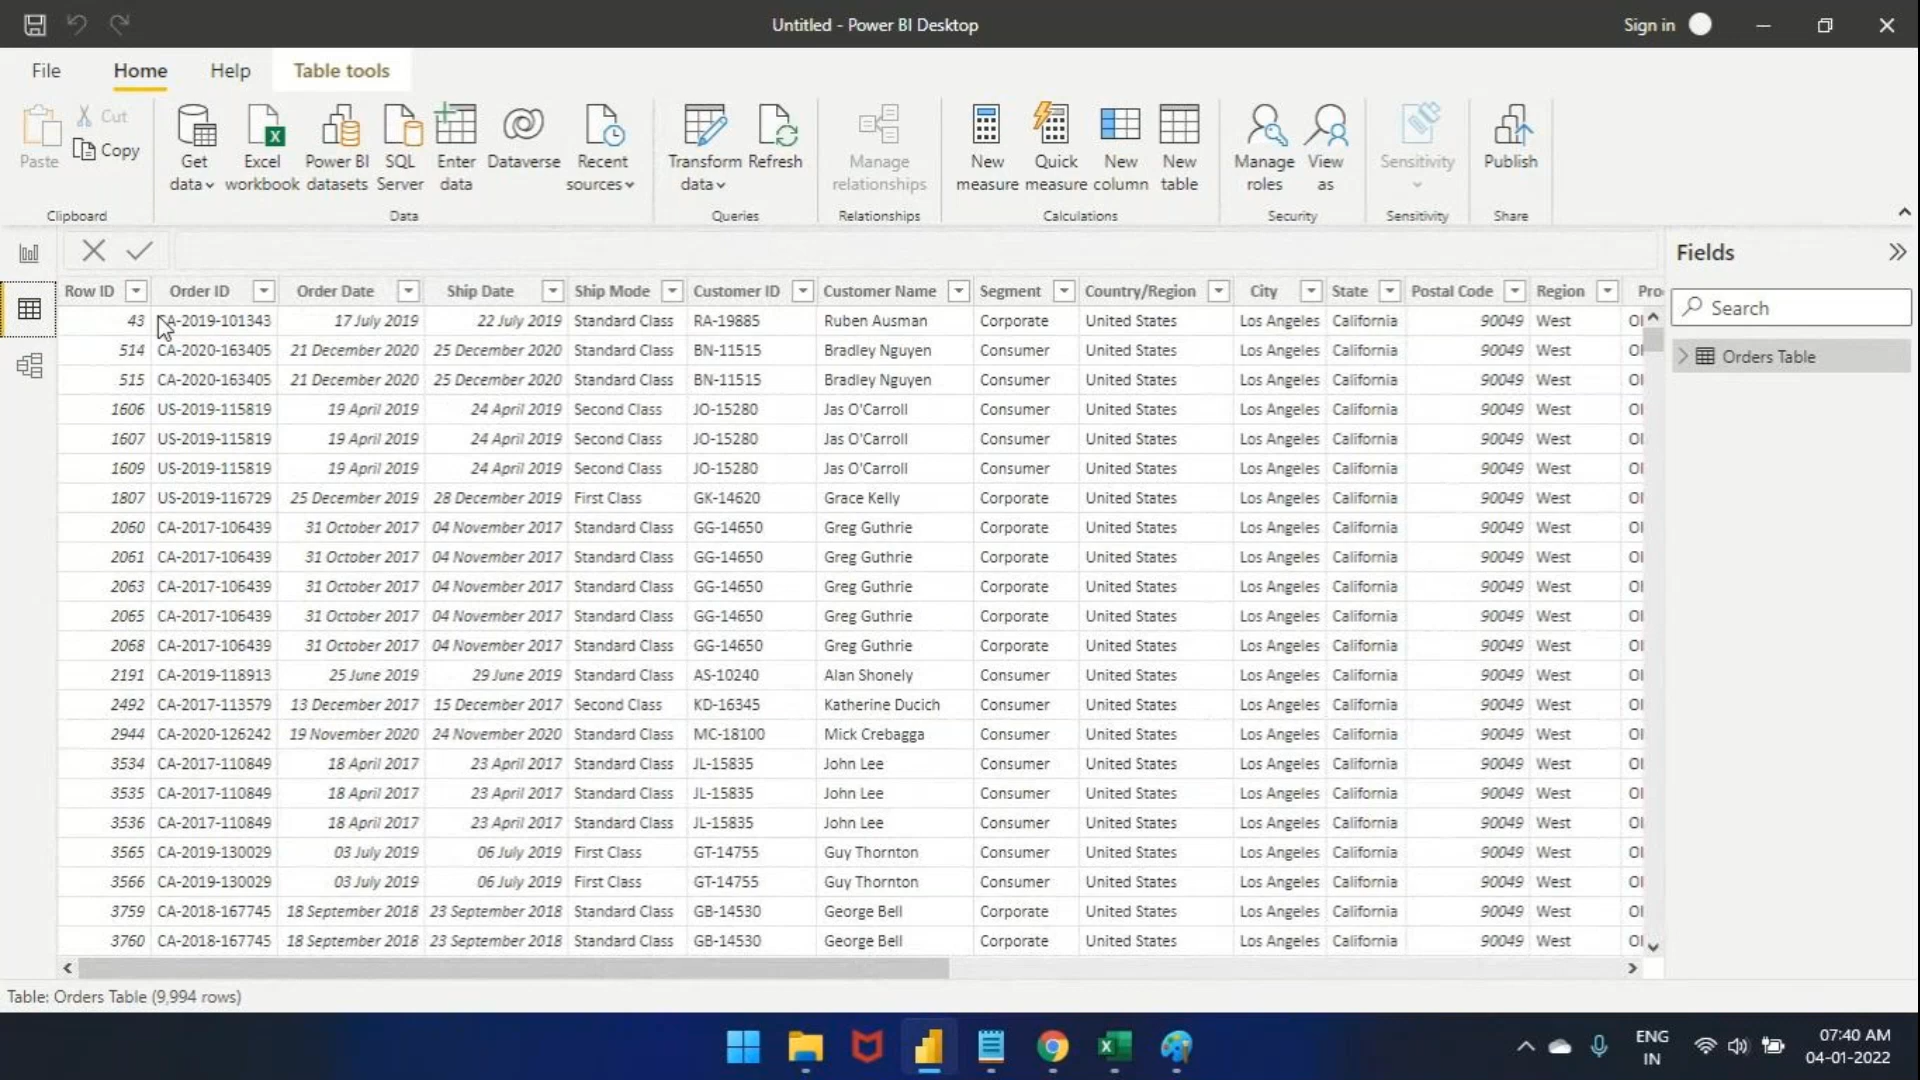 Untitled - Power BI Desktop
Sign in
File Home Help Table tools
Paste
Cut
Copy
Clipboard
Get data
Excel workbook
Power BI datasets
SQL Server
Enter data
Dataverse
Recent sources
Data
Transform data
Refresh
Queries
Manage relationships
Relationships
New measure
Quick measure
New column
New table
Calculations
Manage roles
View as
Security
Sensitivity
Sensitivity
Publish
Share
Fields
Search
Orders Table
Row ID Order ID Order Date Ship Date Ship Mode Customer ID Customer Name Segment Country/Region City State Postal Code Region Pro
43 CA-2019-101343 17 July 2019 22 July 2019 Standard Class RA-19885 Ruben Ausman Corporate United States Los Angeles California 90049 West
514 CA-2020-163405 21 December 2020 25 December 2020 Standard Class BN-11515 Bradley Nguyen Consumer United States Los Angeles California 90049 West
515 CA-2020-163405 21 December 2020 25 December 2020 Standard Class BN-11515 Bradley Nguyen Consumer United States Los Angeles California 90049 West
1606 US-2019-115819 19 April 2019 24 April 2019 Second Class JO-15280 Jas O'Carroll Consumer United States Los Angeles California 90049 West
1607 US-2019-115819 19 April 2019 24 April 2019 Second Class JO-15280 Jas O'Carroll Consumer United States Los Angeles California 90049 West
1609 US-2019-115819 19 April 2019 24 April 2019 Second Class JO-15280 Jas O'Carroll Consumer United States Los Angeles California 90049 West
1807 US-2019-116729 25 December 2019 28 December 2019 First Class GK-14620 Grace Kelly Corporate United States Los Angeles California 90049 West
2060 CA-2017-106439 31 October 2017 04 November 2017 Standard Class GG-14650 Greg Guthrie Corporate United States Los Angeles California 90049 West
2061 CA-2017-106439 31 October 2017 04 November 2017 Standard Class GG-14650 Greg Guthrie Corporate United States Los Angeles California 90049 West
2063 CA-2017-106439 31 October 2017 04 November 2017 Standard Class GG-14650 Greg Guthrie Corporate United States Los Angeles California 90049 West
2065 CA-2017-106439 31 October 2017 04 November 2017 Standard Class GG-14650 Greg Guthrie Corporate United States Los Angeles California 90049 West
2068 CA-2017-106439 31 October 2017 04 November 2017 Standard Class GG-14650 Greg Guthrie Corporate United States Los Angeles California 90049 West
2191 CA-2019-118913 25 June 2019 29 June 2019 Standard Class AS-10240 Alan Shonely Consumer United States Los Angeles California 90049 West
2492 CA-2017-113579 13 December 2017 15 December 2017 Second Class KD-16345 Katherine Ducich Consumer United States Los Angeles California 90049 West
2944 CA-2020-126242 19 November 2020 24 November 2020 Standard Class MC-18100 Mick Crebagga Consumer United States Los Angeles California 90049 West
3534 CA-2017-110849 18 April 2017 23 April 2017 Standard Class JL-15835 John Lee Consumer United States Los Angeles California 90049 West
3535 CA-2017-110849 18 April 2017 23 April 2017 Standard Class JL-15835 John Lee Consumer United States Los Angeles California 90049 West
3536 CA-2017-110849 18 April 2017 23 April 2017 Standard Class JL-15835 John Lee Consumer United States Los Angeles California 90049 West
3565 CA-2019-130029 03 July 2019 06 July 2019 First Class GT-14755 Guy Thornton Consumer United States Los Angeles California 90049 West
3566 CA-2019-130029 03 July 2019 06 July 2019 First Class GT-14755 Guy Thornton Consumer United States Los Angeles California 90049 West
3759 CA-2018-167745 18 September 2018 23 September 2018 Standard Class GB-14530 George Bell Corporate United States Los Angeles California 90049 West
3760 CA-2018-167745 18 September 2018 23 September 2018 Standard Class GB-14530 George Bell Corporate United States Los Angeles California 90049 West
Table: Orders Table (9,994 rows)
ENG
IN
07:40 AM
04-01-2022